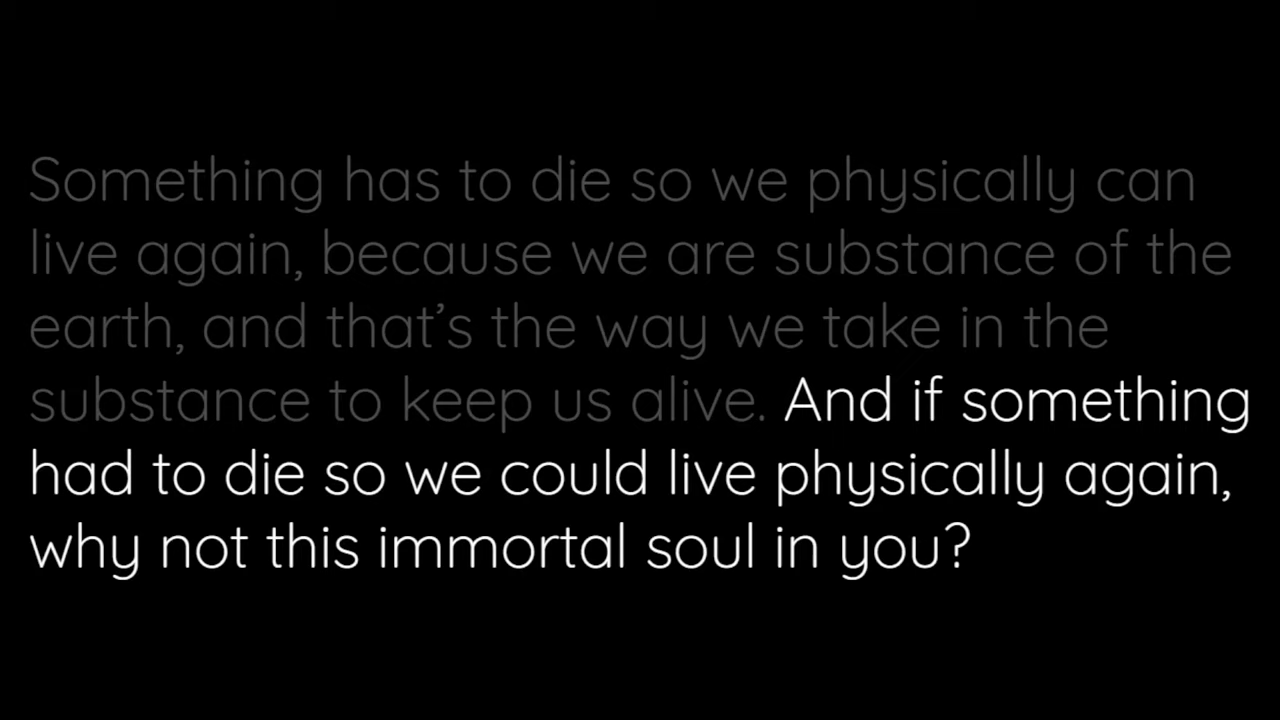 Something has to die so we physically can
live again, because we are substance of the
earth, and that’s the way we take in the
substance to keep us alive. And if something
had to die so we could live physically again,
why not this immortal soul in you?